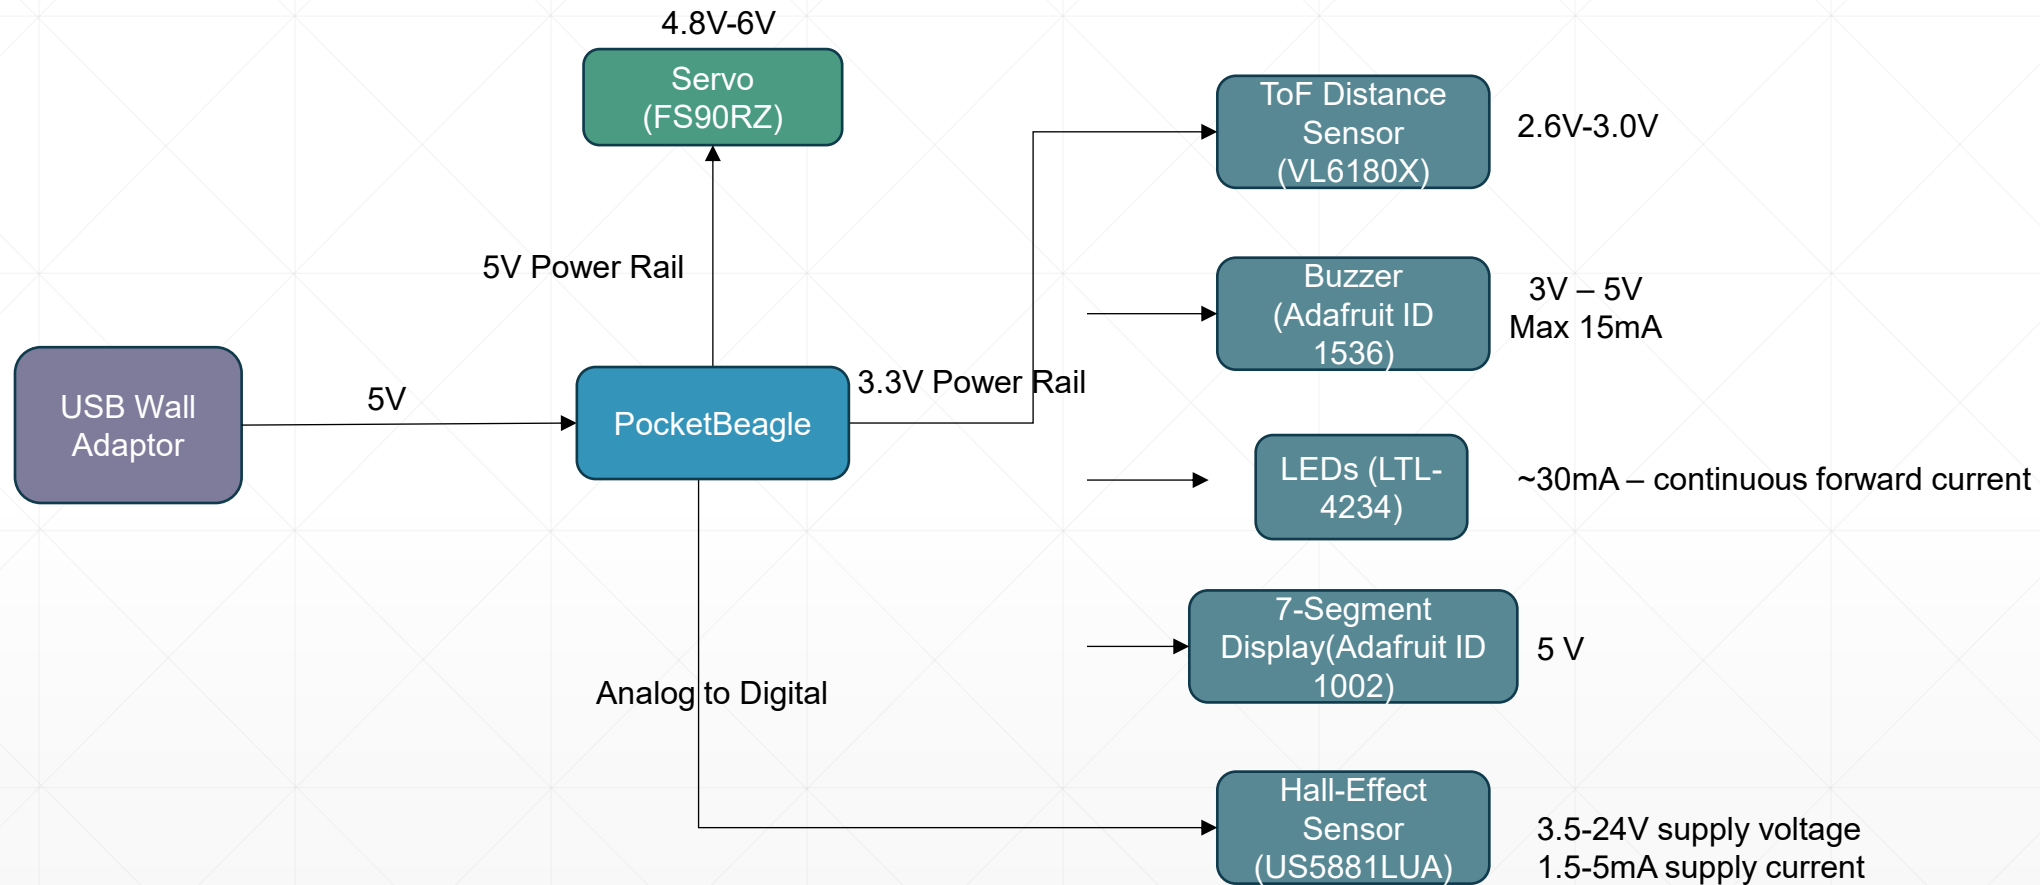 4.8V-6V
Servo
(FS90RZ)
ToF Distance
Sensor
(VL6180X)
2.6V-3.0V
5V Power Rail
Buzzer
(Adafruit ID
1536)
3V – 5V
Max 15mA
USB Wall
Adaptor
5V
PocketBeagle
3.3V Power Rail
LEDs (LTL-
4234)
~30mA – continuous forward current
7-Segment
Display(Adafruit ID
1002)
5 V
Analog to Digital
Hall-Effect
Sensor
(US5881LUA)
3.5-24V supply voltage
1.5-5mA supply current